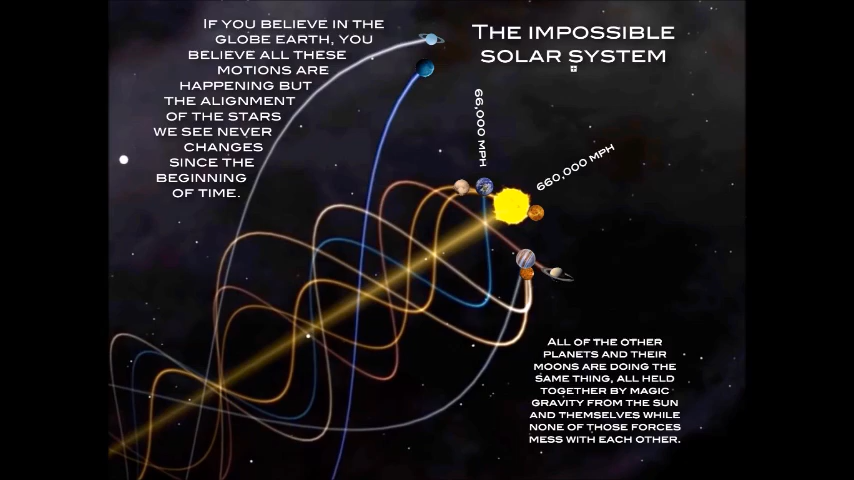 IF YOU BELIEVE IN THE
GLOBE EARTH, YOU
BELIEVE ALL THESE
MOTIONS ARE
HAPPENING BUT
THE ALIGNMENT
OF THE STARS
WE SEE NEVER
CHANGES
SINCE THE
BEGINNING
OF TIME.
THE IMPOSSIBLE
SOLAR SYSTEM
66,000 MPH
660,000 MPH
ALL OF THE OTHER
PLANETS AND THEIR
MOONS ARE DOING THE
SAME THING, ALL HELD
TOGETHER BY MAGIC
GRAVITY FROM THE SUN
AND THEMSELVES WHILE
NONE OF THOSE FORCES
MESS WITH EACH OTHER.